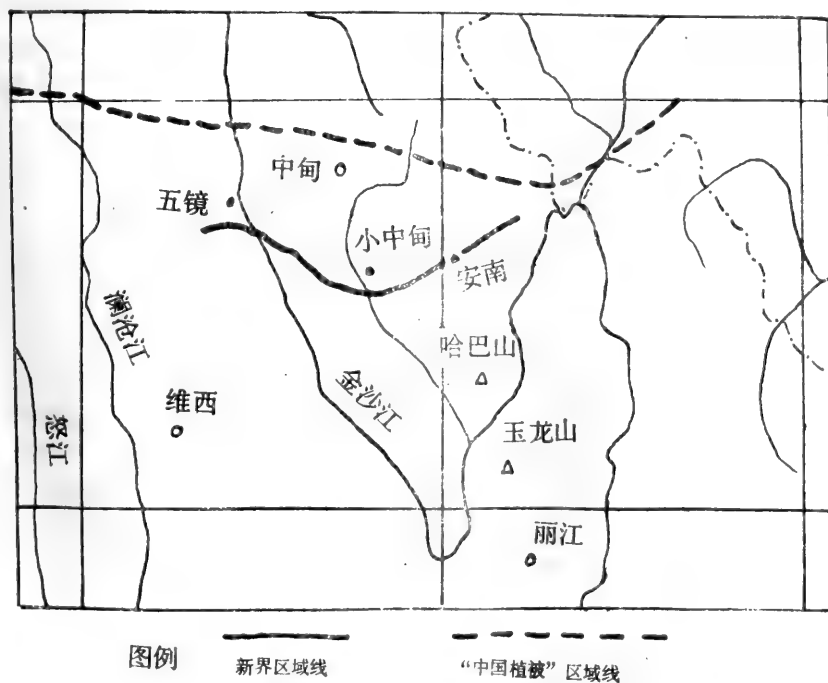 中甸
五镜
小中甸
安南
澜沧江
哈巴山
金沙江
维西
怒江
玉龙山
丽江
图例
新界区域线
“中国植被”区域线